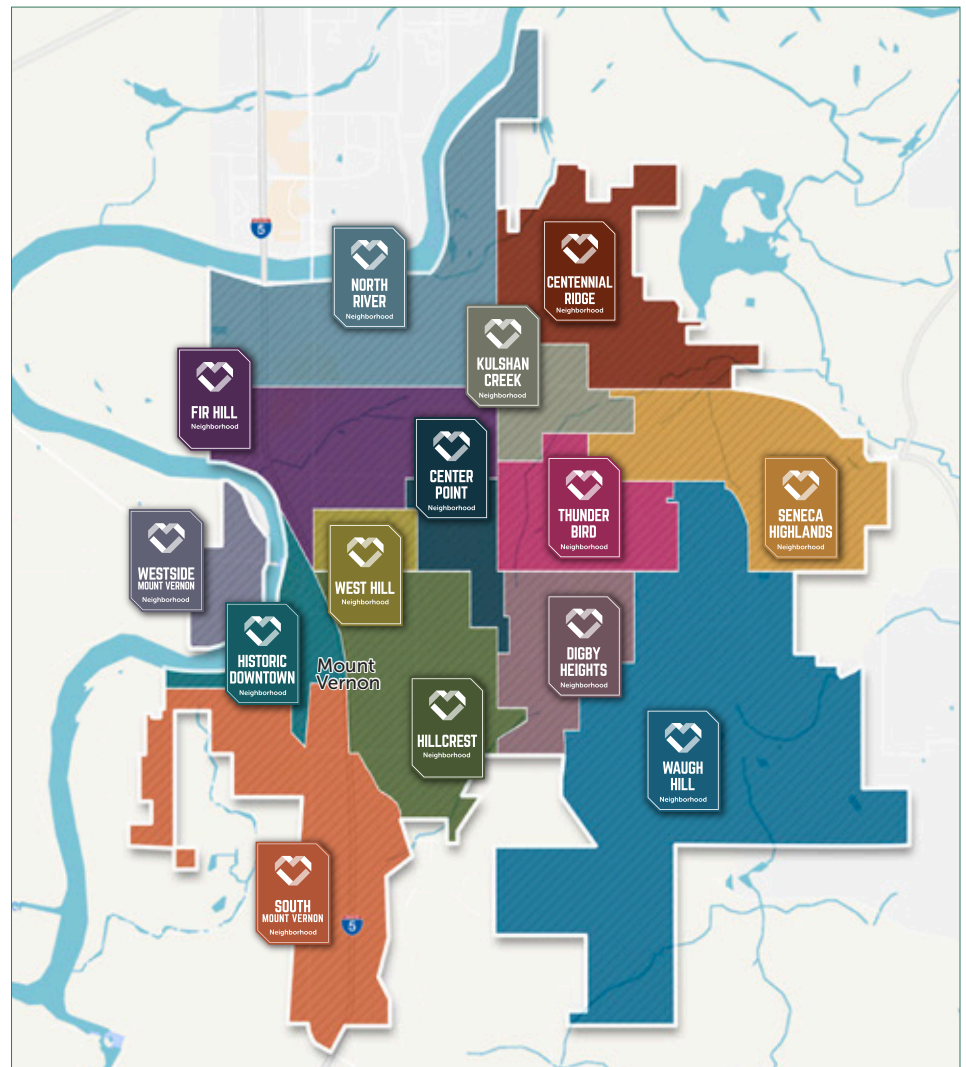 5
NORTH
RIVER
Neighborhood
CENTENNIAL
RIDGE
Neighborhood
KULSHAN
CREEK
Neighborhood
FIR HILL
Neighborhood
CENTER
POINT
Neighborhood
THUNDER
BIRD
Neighborhood
SENECA
HIGHLANDS
Neighborhood
WESTSIDE
MOUNT VERNON
Neighborhood
WEST HILL
Neighborhood
HISTORIC
DOWNTOWN
Neighborhood
Mount
Vernon
DIGBY
HEIGHTS
Neighborhood
HILLCREST
Neighborhood
WAUGH
HILL
Neighborhood
SOUTH
MOUNT VERNON
Neighborhood
5